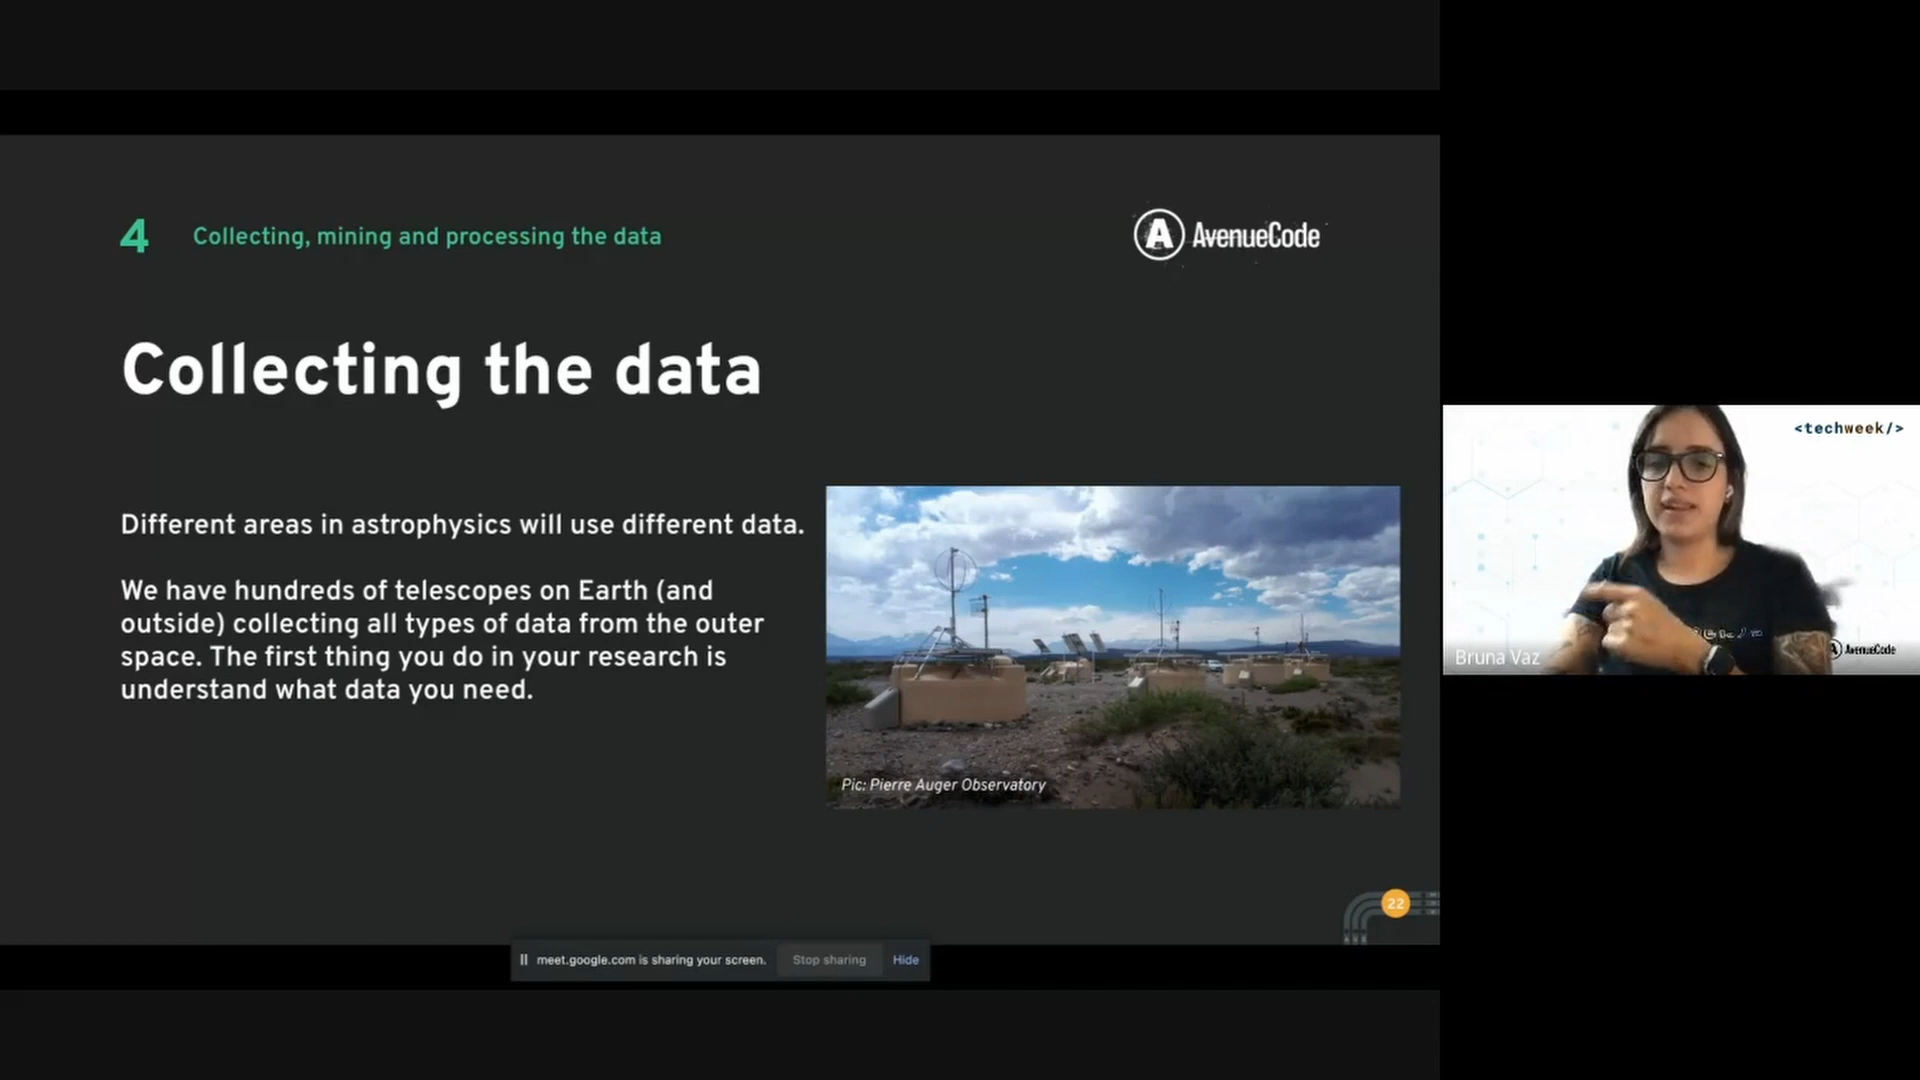 4 Collecting, mining and processing the data
A AvenueCode
Collecting the data
Different areas in astrophysics will use different data.
We have hundreds of telescopes on Earth (and
outside) collecting all types of data from the outer
space. The first thing you do in your research is
understand what data you need.
Pic: Pierre Auger Observatory
22
meet.google.com is sharing your screen. Stop sharing Hide
<techweek/>
Bruna Vaz
A AvenueCode